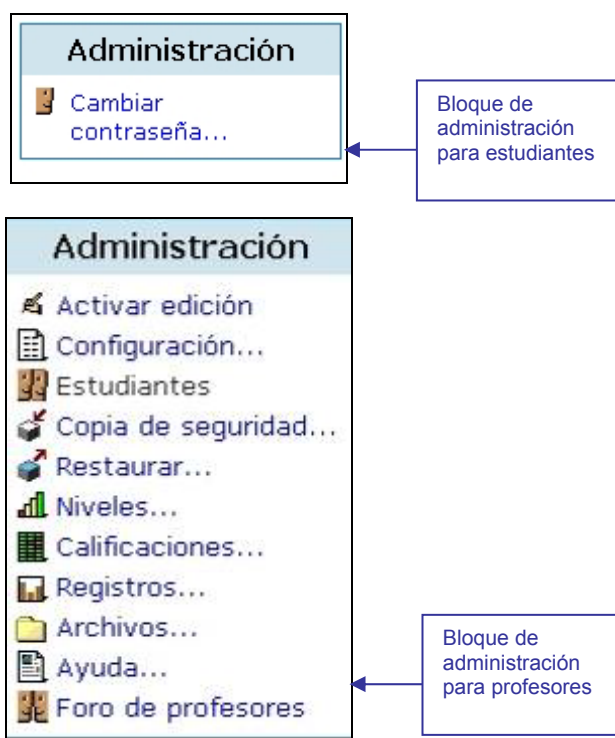 Administración
Cambiar
contraseña...
Bloque de
administración
para estudiantes
Administración
Activar edición
Configuración...
Estudiantes
Copia de seguridad...
Restaurar...
Niveles...
Calificaciones...
Registros...
Archivos...
Ayuda...
Foro de profesores
Bloque de
administración
para profesores